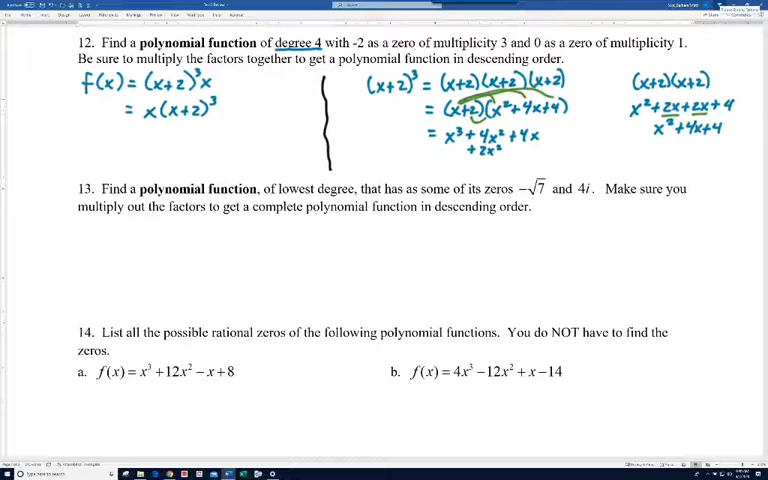 12. Find a polynomial function of degree 4 with -2 as a zero of multiplicity 3 and 0 as a zero of multiplicity 1.
Be sure to multiply the factors together to get a polynomial function in descending order.
f(x) = (x+2)³x
= x(x+2)³
(x+2)³ = (x+2)(x+2)(x+2)
= (x+2)(x²+4x+4)
= x³+4x²+4x
+2x²
(x+2)(x+2)
x²+2x+2x+4
x²+4x+4
13. Find a polynomial function, of lowest degree, that has as some of its zeros −√7 and 4i. Make sure you
multiply out the factors to get a complete polynomial function in descending order.
14. List all the possible rational zeros of the following polynomial functions. You do NOT have to find the
zeros.
a. f(x) = x³ +12x² − x + 8
b. f(x) = 4x³ −12x² + x −14